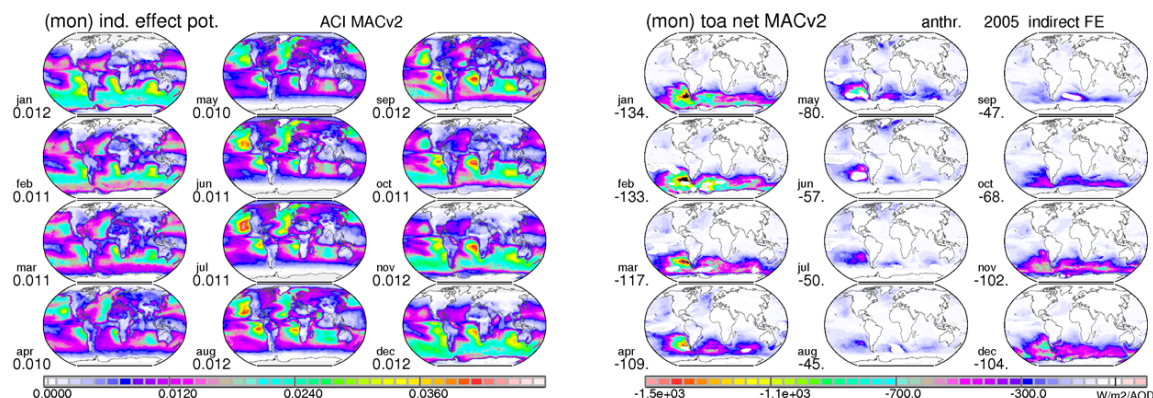 (mon) ind. effect pot. ACI MACv2
jan
0.012
may
0.010
sep
0.012
feb
0.011
jun
0.011
oct
0.011
mar
0.011
jul
0.011
nov
0.012
apr
0.010
aug
0.012
dec
0.012
0.0000 0.0120 0.0240 0.0360
(mon) toa net MACv2 anthr. 2005 indirect FE
jan
-134.
may
-80.
sep
-47.
feb
-133.
jun
-57.
oct
-68.
mar
-117.
jul
-50.
nov
-102.
apr
-109.
aug
-45.
dec
-104.
-1.5e+03 -1.1e+03 -700.0 -300.0 W/m2/AOD